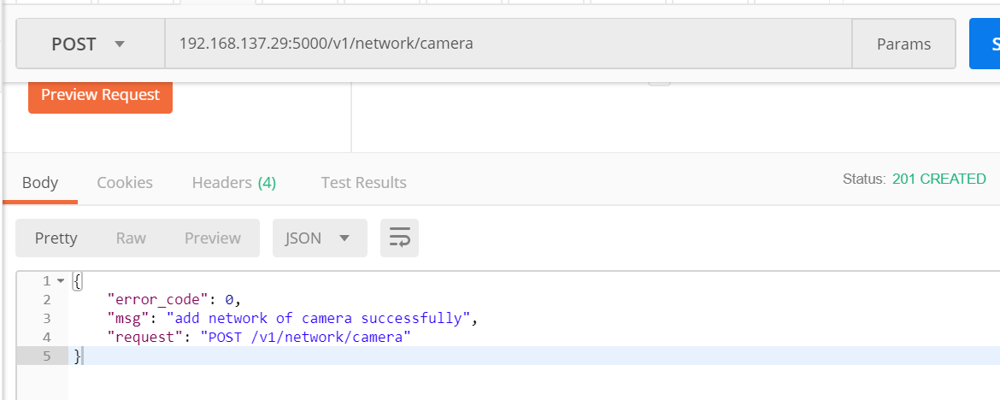 POST 192.168.137.29:5000/v1/network/camera Params S
Preview Request
Body Cookies Headers (4) Test Results Status: 201 CREATED
Pretty Raw Preview JSON
1 {
2 "error_code": 0,
3 "msg": "add network of camera successfully",
4 "request": "POST /v1/network/camera"
5 }